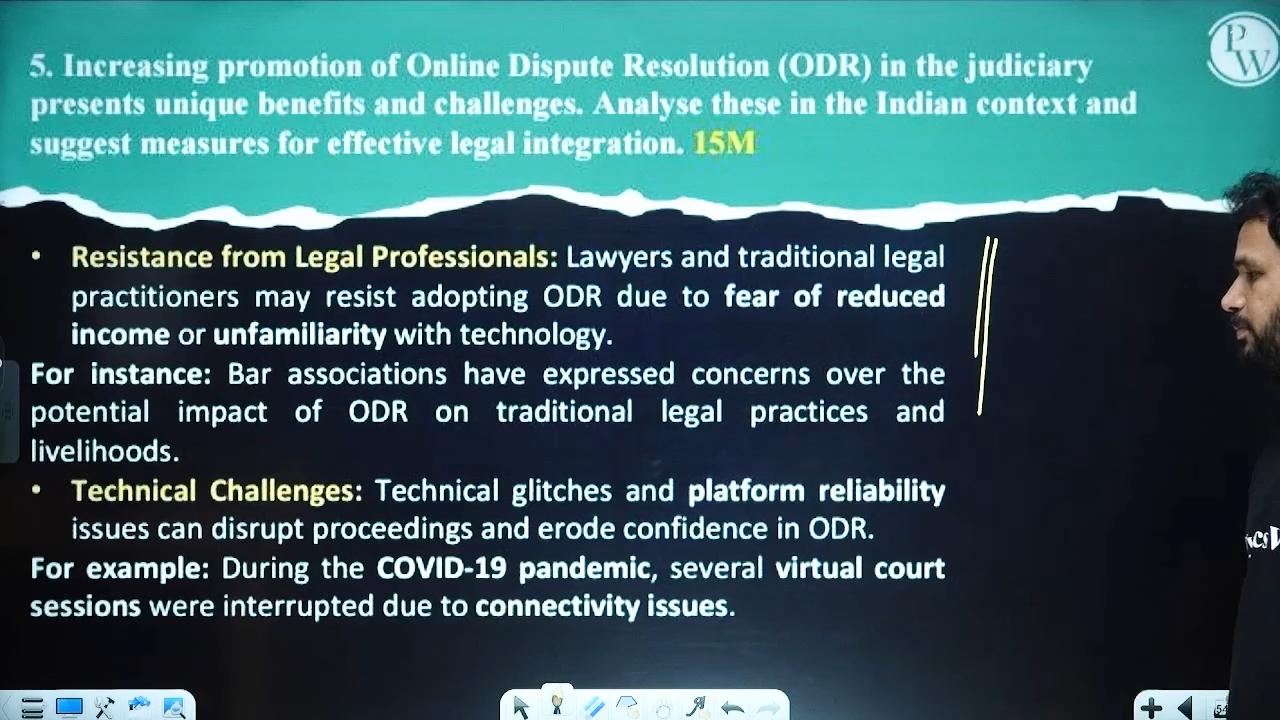 5. Increasing promotion of Online Dispute Resolution (ODR) in the judiciary
presents unique benefits and challenges. Analyse these in the Indian context and
suggest measures for effective legal integration. 15M
PW
• Resistance from Legal Professionals: Lawyers and traditional legal
practitioners may resist adopting ODR due to fear of reduced
income or unfamiliarity with technology.
For instance: Bar associations have expressed concerns over the
potential impact of ODR on traditional legal practices and
livelihoods.
• Technical Challenges: Technical glitches and platform reliability
issues can disrupt proceedings and erode confidence in ODR.
For example: During the COVID-19 pandemic, several virtual court
sessions were interrupted due to connectivity issues.